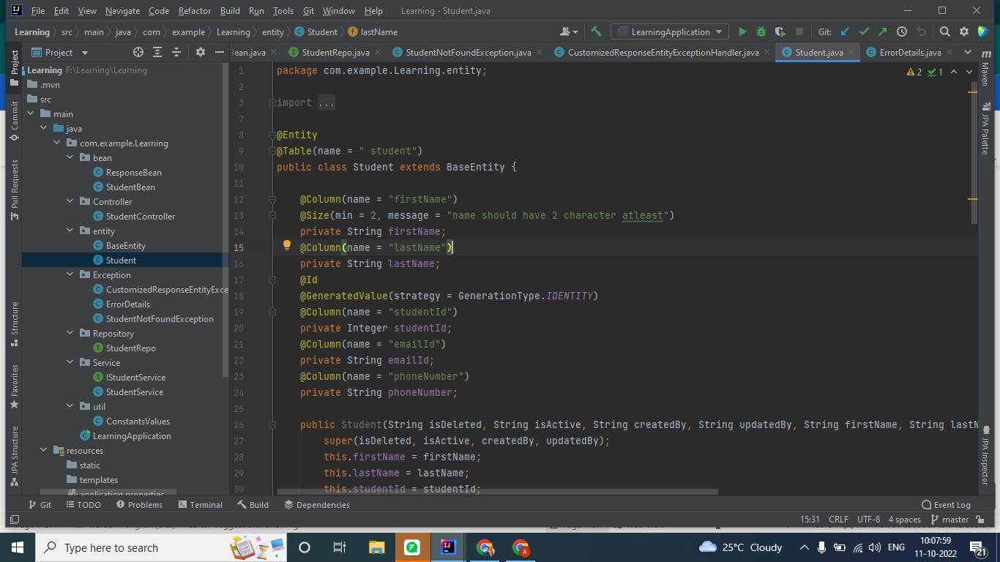 File Edit View Navigate Code Refactor Build Run Tools Git Window Help Learning - Student.java
Learning src main java com example Learning entity Student lastName LearningApplication Git:
Project Bean.java StudentRepo.java StudentNotFoundException.java CustomizedResponseEntityExceptionHandler.java Student.java ErrorDetails.java
Project
Commit
Pull Requests
Structure
Favorites
JPA Structure
Learning F:\Learning\Learning
.mvn
src
main
java
com.example.Learning
bean
ResponseBean
StudentBean
Controller
StudentController
entity
BaseEntity
Student
Exception
CustomizedResponseEntityExce
ErrorDetails
StudentNotFoundException
Repository
StudentRepo
Service
IStudentService
StudentService
util
ConstantsValues
LearningApplication
resources
static
templates
application.properties
1 package com.example.Learning.entity;
2
3 import ...
7
8 @Entity
9 @Table(name = " student")
10 public class Student extends BaseEntity {
11
12 @Column(name = "firstName")
13 @Size(min = 2, message = "name should have 2 character atleast")
14 private String firstName;
15 @Column(name = "lastName")
16 private String lastName;
17 @Id
18 @GeneratedValue(strategy = GenerationType.IDENTITY)
19 @Column(name = "studentId")
20 private Integer studentId;
21 @Column(name = "emailId")
22 private String emailId;
23 @Column(name = "phoneNumber")
24 private String phoneNumber;
25
26 public Student(String isDeleted, String isActive, String createdBy, String updatedBy, String firstName, String lastN
27 super(isDeleted, isActive, createdBy, updatedBy);
28 this.firstName = firstName;
29 this.lastName = lastName;
30 this.studentId = studentId;
2 1
m Maven
JPA Palette
JPA Inspector
Git TODO Problems Terminal Build Dependencies Event Log
15:31 CRLF UTF-8 4 spaces master
Type here to search A 25°C Cloudy ENG 10:07:59
11-10-2022 21